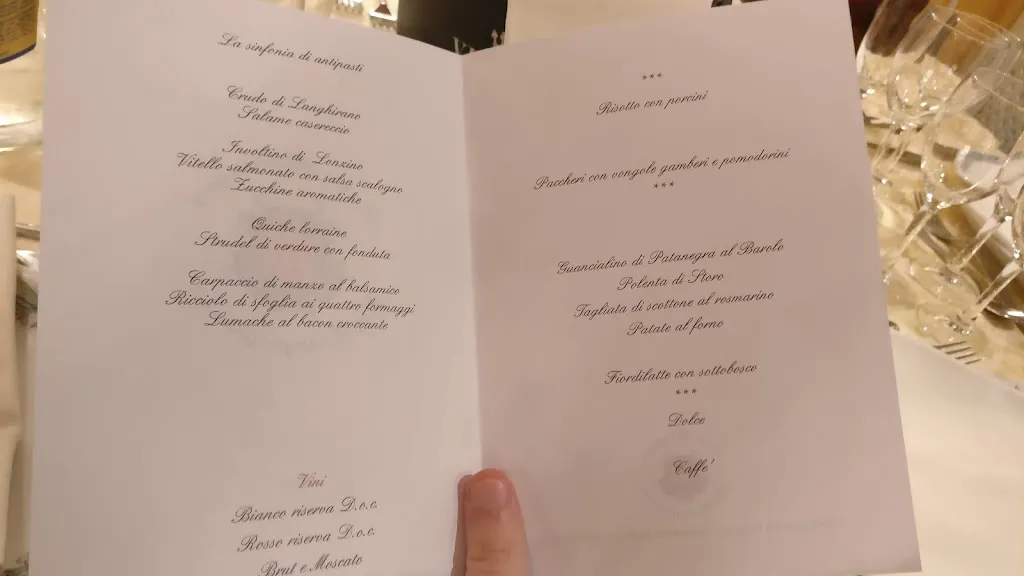 La sinfonia di antipasti
Crudo di Langhirano
Salame casereccio
Involtino di Lonzino
Vitello salmonato con salsa scalogno
Zucchine aromatiche
Quiche lorraine
Strudel di verdure con fonduta
Carpaccio di manzo al balsamico
Ricciolo di sfoglia ai quattro formaggi
Lumache al bacon croccante
Vini
Bianco riserva D.o.c.
Rosso riserva D.o.c.
Brut e Moscato
***
Risotto con porcini
Paccheri con vongole gamberi e pomodorini
***
Guancialino di Patanegra al Barolo
Polenta di Storo
Tagliata di scottone al rosmarino
Patate al forno
Fiordilatte con sottobosco
***
Dolce
Caffe'